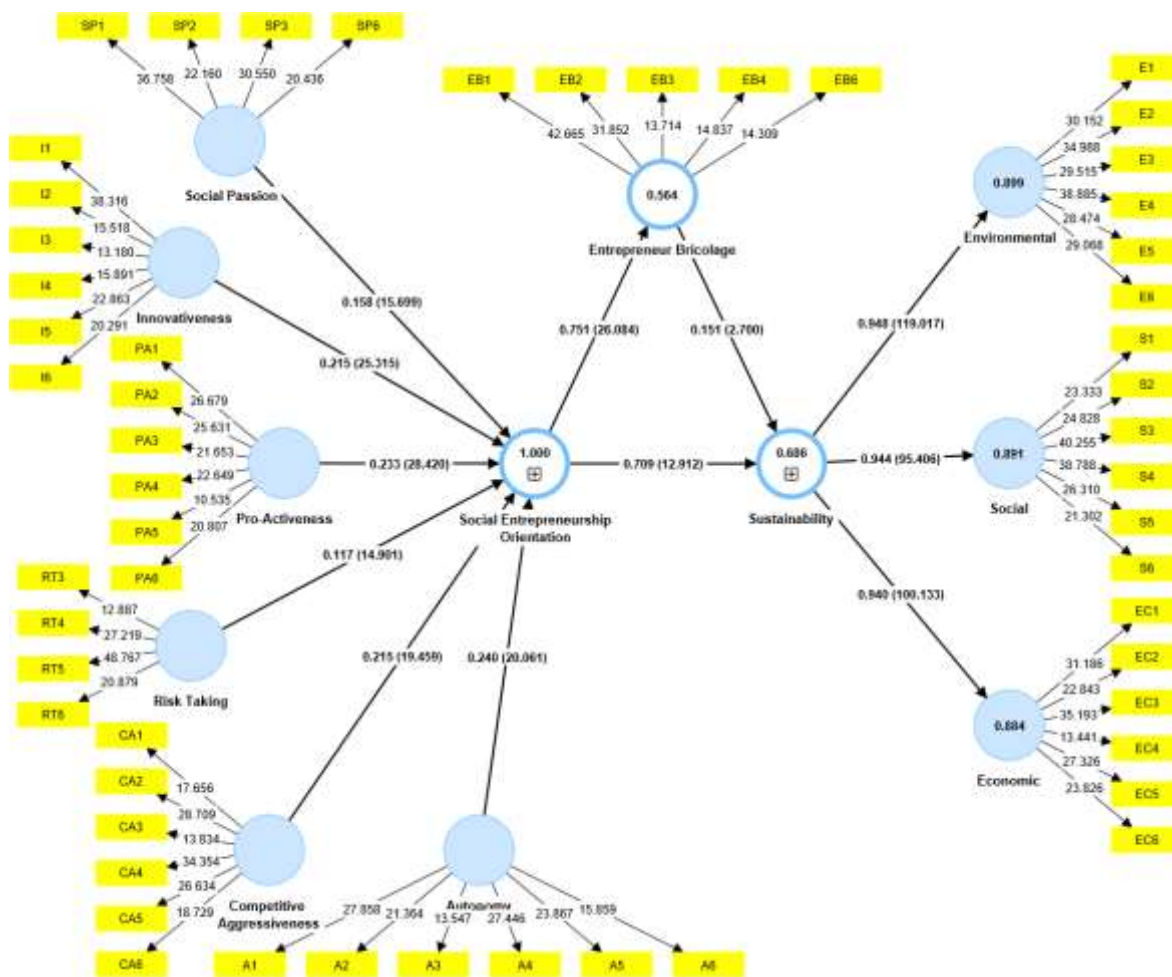 SP1
SP2
SP3
SP6
36.758
22.160
30.550
20.436
Social Passion
I1
I2
I3
I4
I5
I6
38.316
15.518
13.180
15.891
22.863
20.291
Innovativeness
PA1
PA2
PA3
PA4
PA5
PA6
26.679
25.631
21.653
22.649
10.535
20.807
Pro-Activeness
RT3
RT4
RT5
RT6
12.887
27.219
48.767
20.879
Risk Taking
CA1
CA2
CA3
CA4
CA5
CA6
17.656
28.709
13.834
34.354
26.634
18.729
Competitive
Aggressiveness
Autonomy
27.858
21.364
13.547
27.446
23.867
15.859
A1
A2
A3
A4
A5
A6
0.158 (15.699)
0.215 (25.315)
0.233 (28.420)
0.117 (14.901)
0.215 (19.459)
0.240 (20.061)
1.000
Social Entrepreneurship
Orientation
EB1
EB2
EB3
EB4
EB6
42.665
31.852
13.714
14.837
14.309
0.564
Entrepreneur Bricolage
0.751 (26.084)
0.151 (2.700)
0.709 (12.912)
0.686
Sustainability
0.948 (119.017)
0.944 (95.406)
0.940 (100.133)
0.899
Environmental
30.152
34.988
29.515
38.885
28.474
29.068
E1
E2
E3
E4
E5
E6
0.891
Social
23.333
24.828
40.255
38.788
26.310
21.302
S1
S2
S3
S4
S5
S6
0.884
Economic
31.186
22.843
35.193
13.441
27.326
23.826
EC1
EC2
EC3
EC4
EC5
EC6